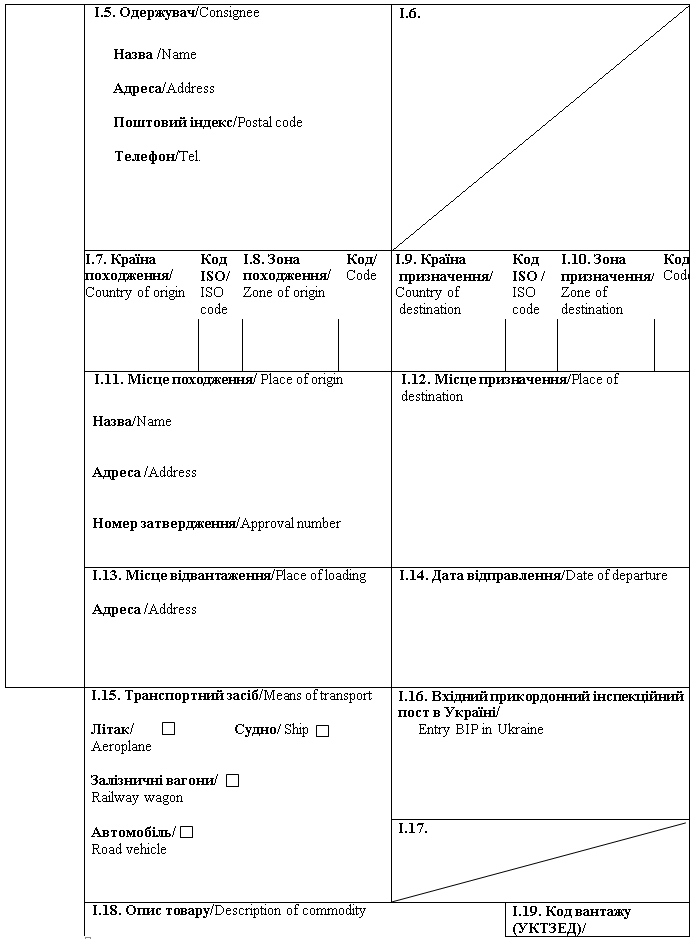 I.5. Одержувач/Consignee
Назва /Name
Адреса/Address
Поштовий індекс/Postal code
Телефон/Tel.
I.6.
I.7. Країна
походження/
Country of origin
Код
ISO/
ISO
code
I.8. Зона
походження/
Zone of origin
Код/
Code
I.9. Країна
призначення/
Country of
destination
Код
ISO /
ISO
code
I.10. Зона
призначення/
Zone of
destination
Код
Code
I.11. Місце походження/ Place of origin
Назва/Name
Адреса /Address
Номер затвердження/Approval number
I.12. Місце призначення/Place of
destination
I.13. Місце відвантаження/Place of loading
Адреса /Address
I.14. Дата відправлення/Date of departure
I.15. Транспортний засіб/Means of transport
Літак/ Судно/ Ship
Aeroplane
Залізничні вагони/
Railway wagon
Автомобіль/
Road vehicle
I.16. Вхідний прикордонний інспекційний
пост в Україні/
Entry BIP in Ukraine
I.17.
I.18. Опис товару/Description of commodity
I.19. Код вантажу
(УКТЗЕД)/